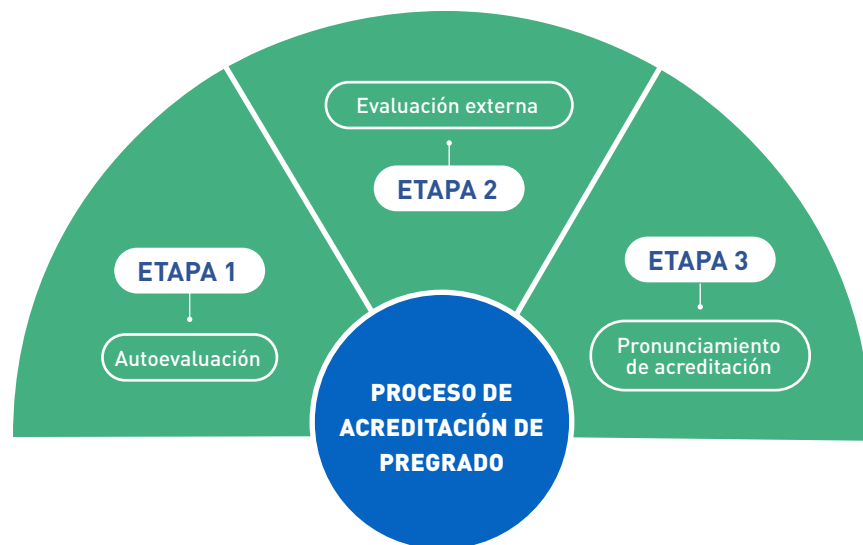 ETAPA 1
Autoevaluación
Evaluación externa
ETAPA 2
ETAPA 3
Pronunciamiento
de acreditación
PROCESO DE
ACREDITACIÓN DE
PREGRADO